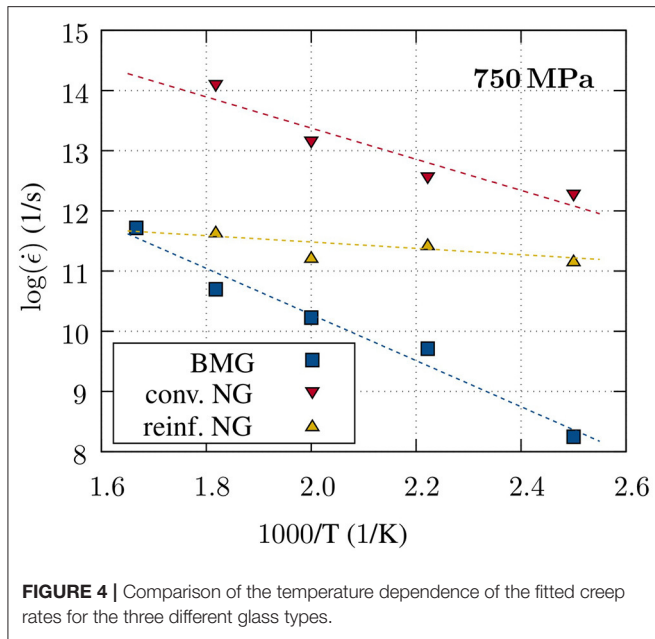 15
14
13
12
11
10
9
8
log(ϵ̇) (1/s)
750 MPa
BMG
conv. NG
reinf. NG
1.6 1.8 2.0 2.2 2.4 2.6
1000/T (1/K)
FIGURE 4 | Comparison of the temperature dependence of the fitted creep
rates for the three different glass types.